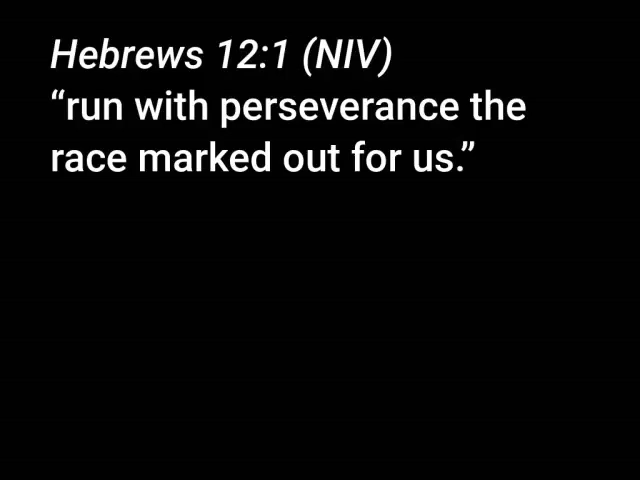 Hebrews 12:1 (NIV)
“run with perseverance the
race marked out for us.”